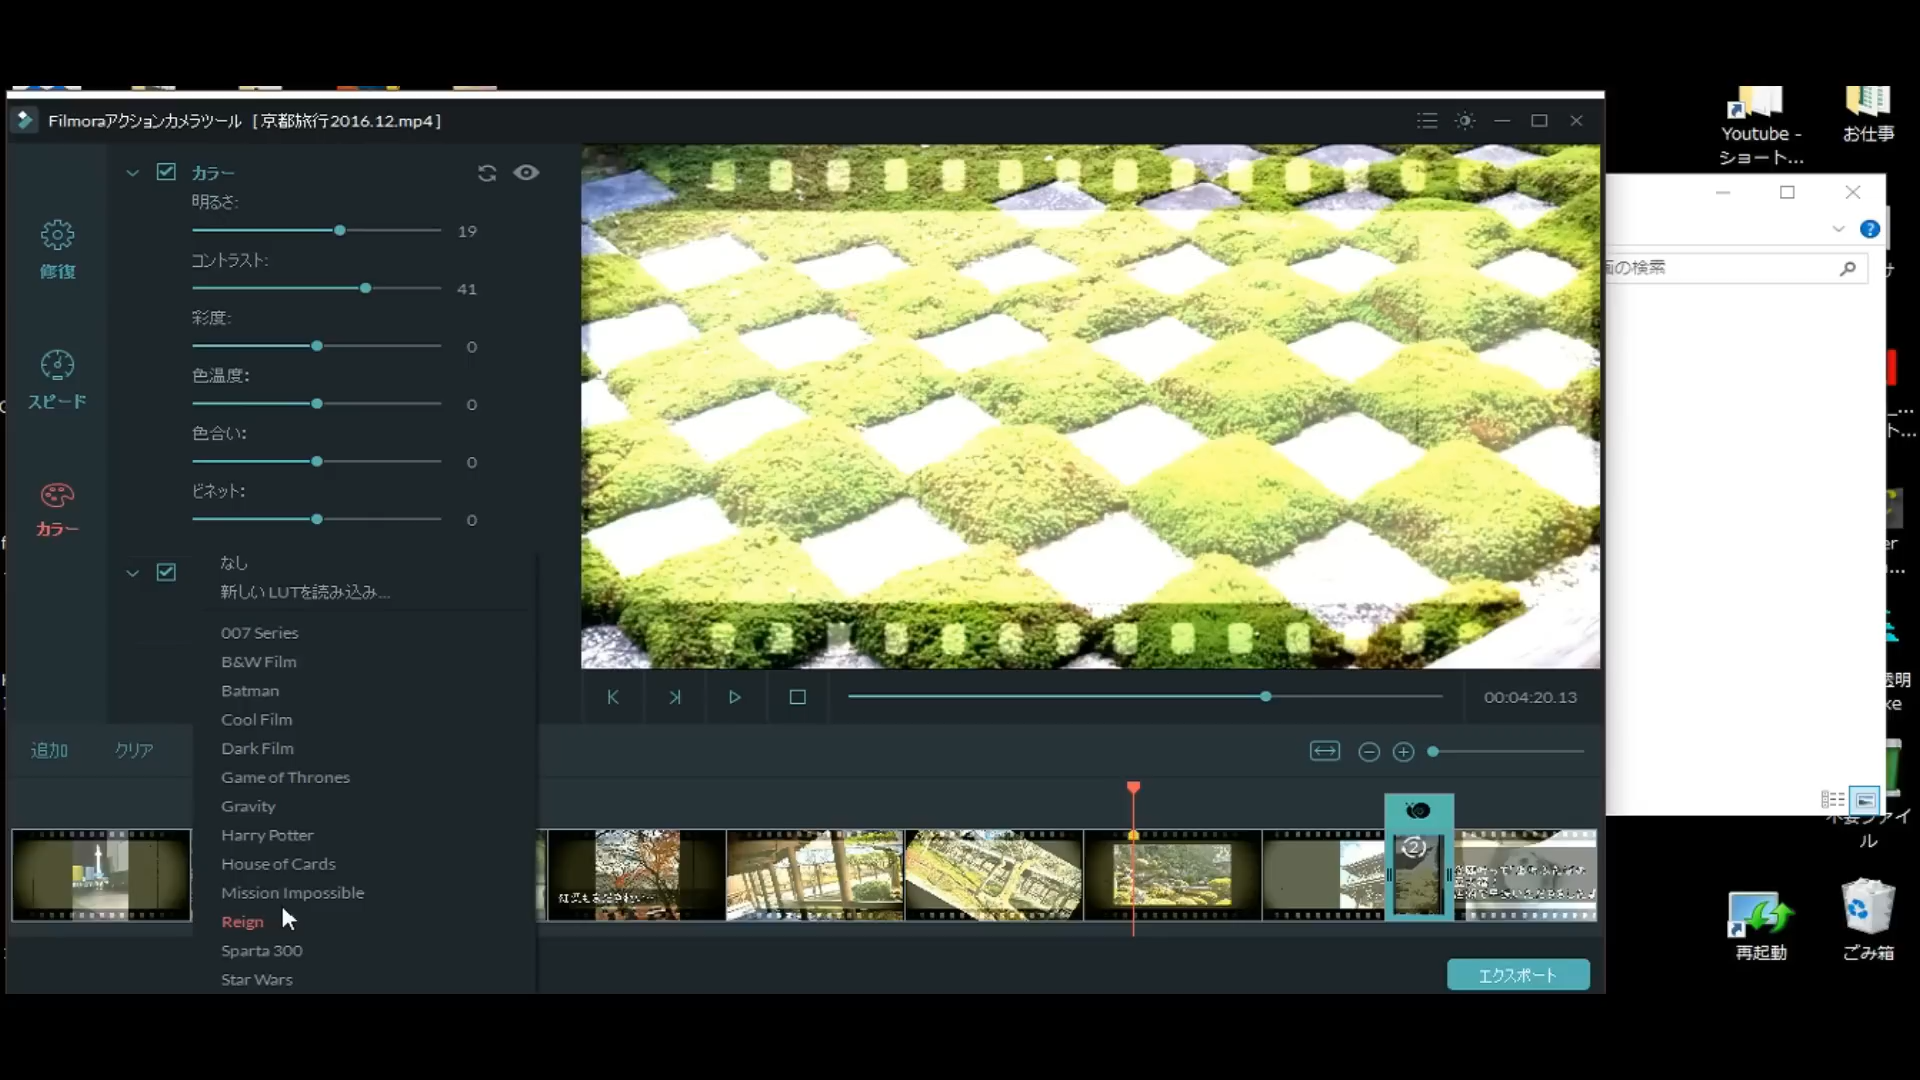 Filmoraアクションカメラツール [京都旅行2016.12.mp4]
カラー
明るさ:
19
コントラスト:
41
彩度:
0
色温度:
0
色合い:
0
ビネット:
0
修復
スピード
カラー
なし
新しい LUTを読み込み...
007 Series
B&W Film
Batman
Cool Film
Dark Film
Game of Thrones
Gravity
Harry Potter
House of Cards
Mission Impossible
Reign
Sparta 300
Star Wars
追加
クリア
00:04:20.13
2
エクスポート
Youtube -
ショート...
お仕事
の検索
?
透明
ル
再起動
ごみ箱